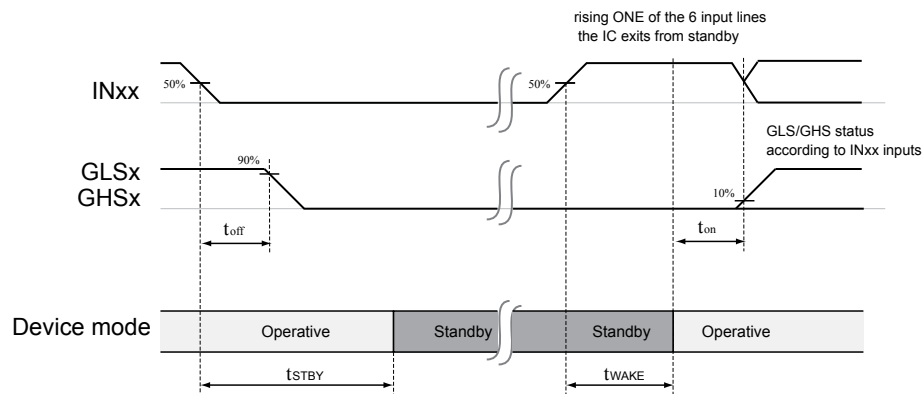 rising ONE of the 6 input lines
the IC exits from standby
INxx
50%
50%
GLS/GHS status
according to INxx inputs
GLSx
GHSx
90%
10%
toff
ton
Device mode
Operative
Standby
Standby
Operative
tSTBY
tWAKE